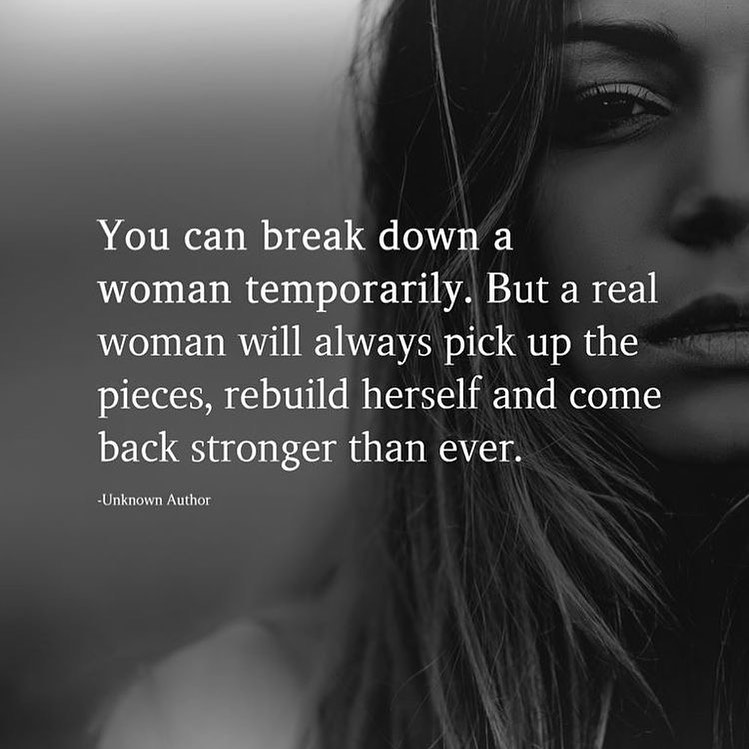 You can break down a
woman temporarily. But a real
woman will always pick up the
pieces, rebuild herself and come
back stronger than ever.
-Unknown Author